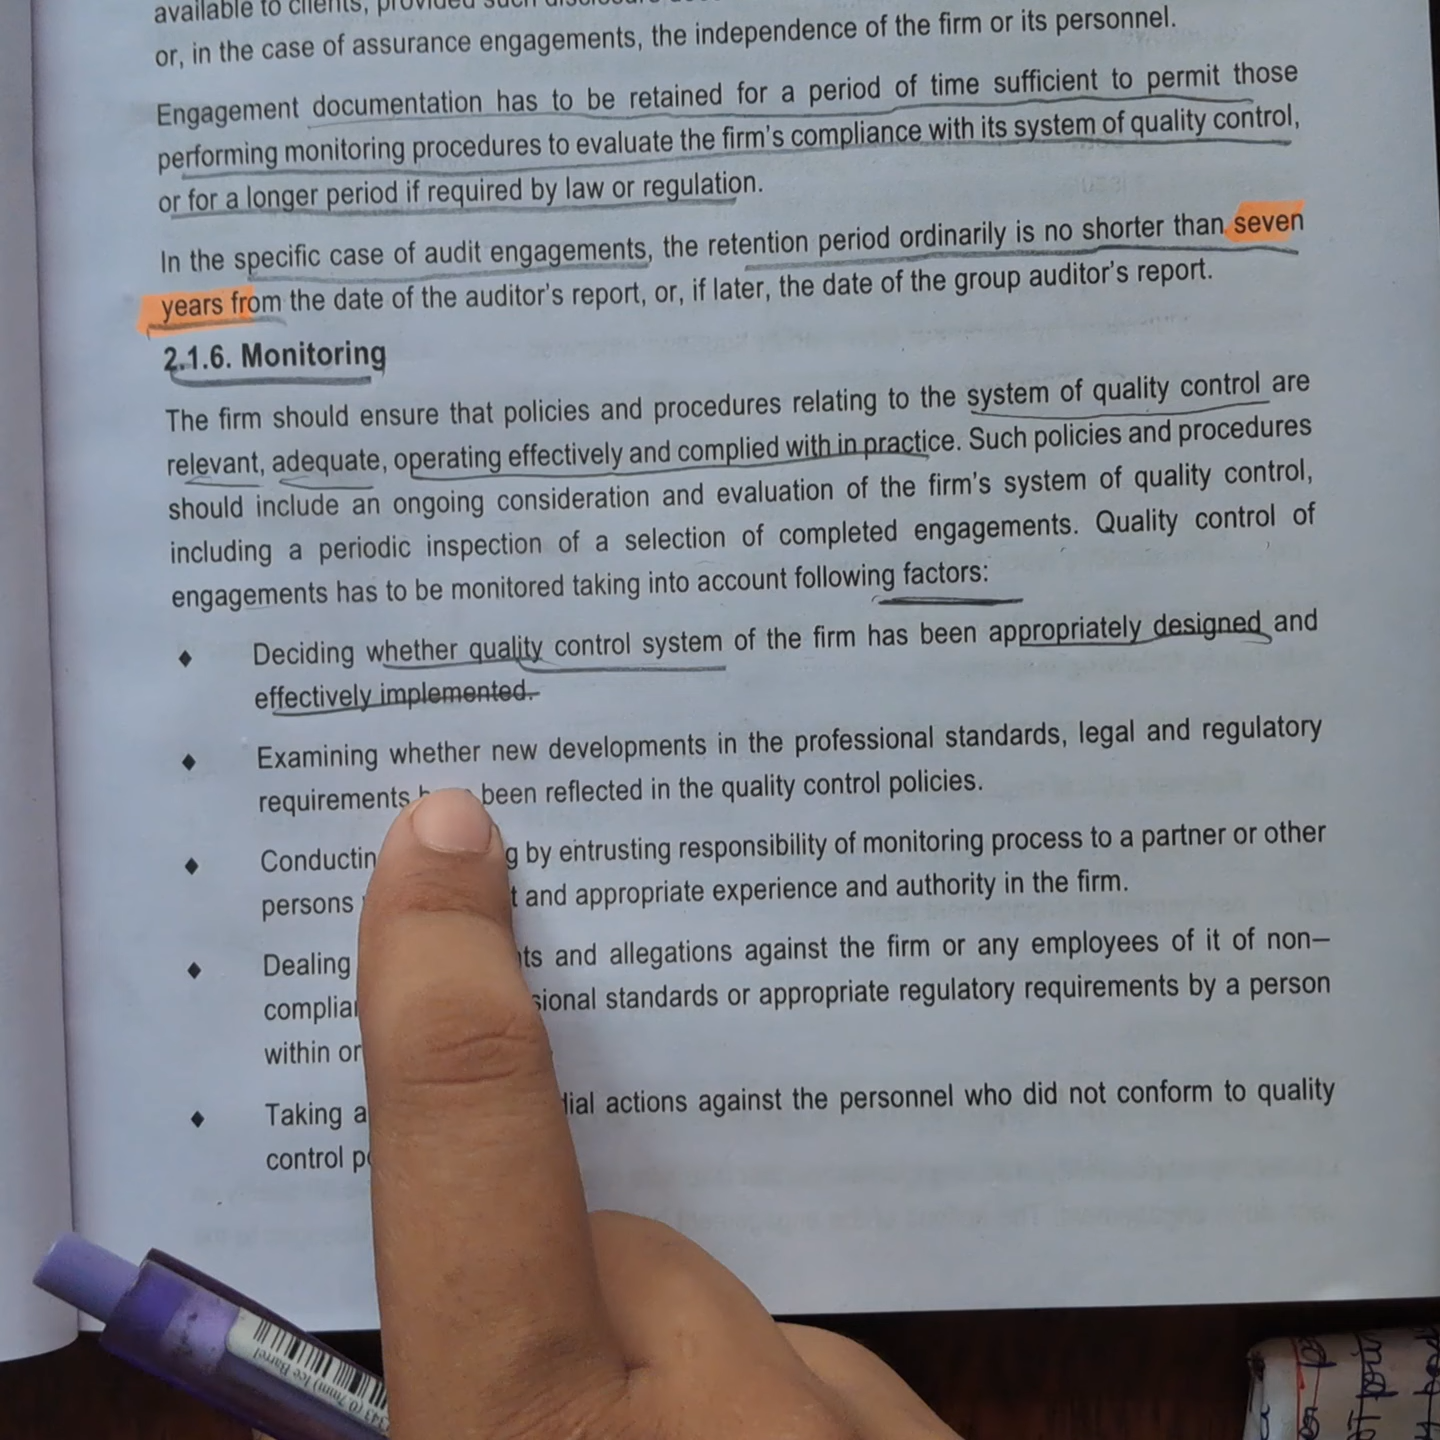 available to clients, provided such
or, in the case of assurance engagements, the independence of the firm or its personnel.
Engagement documentation has to be retained for a period of time sufficient to permit those
performing monitoring procedures to evaluate the firm's compliance with its system of quality control,
or for a longer period if required by law or regulation.
In the specific case of audit engagements, the retention period ordinarily is no shorter than seven
years from the date of the auditor's report, or, if later, the date of the group auditor's report.
2.1.6. Monitoring
The firm should ensure that policies and procedures relating to the system of quality control are
relevant, adequate, operating effectively and complied with in practice. Such policies and procedures
should include an ongoing consideration and evaluation of the firm's system of quality control,
including a periodic inspection of a selection of completed engagements. Quality control of
engagements has to be monitored taking into account following factors:
♦ Deciding whether quality control system of the firm has been appropriately designed and
effectively implemented.
♦ Examining whether new developments in the professional standards, legal and regulatory
requirements been reflected in the quality control policies.
♦ by entrusting responsibility of monitoring process to a partner or other
persons and appropriate experience and authority in the firm.
♦ Dealing and allegations against the firm or any employees of it of non–
standards or appropriate regulatory requirements by a person
within or
♦ Taking actions against the personnel who did not conform to quality
control
(0.7mm) Ice Barrel